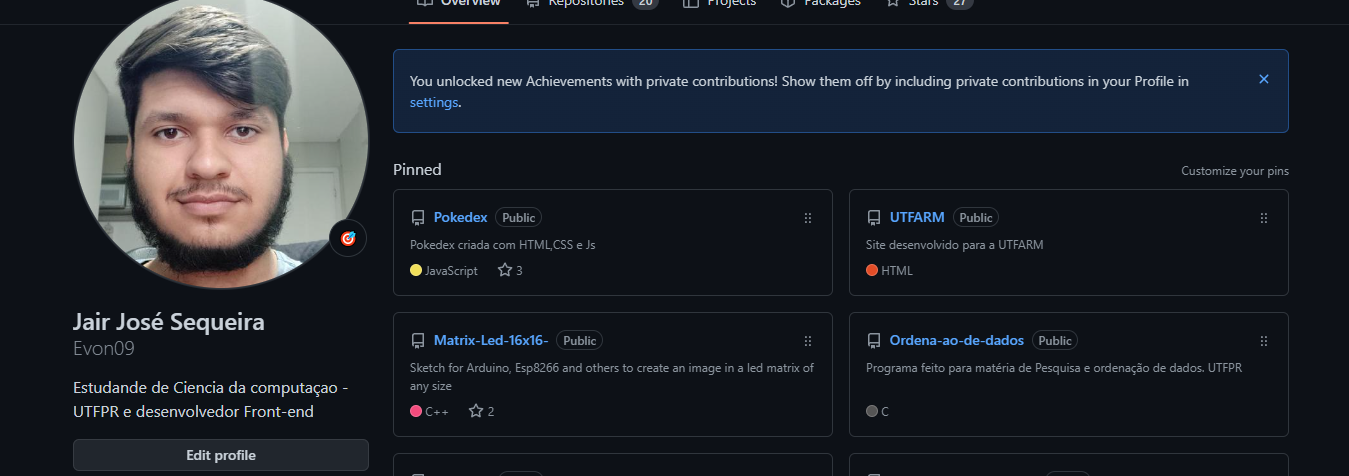 Overview Repositories 20 Projects Packages Stars 27
You unlocked new Achievements with private contributions! Show them off by including private contributions in your Profile in
settings.
Pinned
Customize your pins
Pokedex Public
Pokedex criada com HTML,CSS e Js
JavaScript 3
UTFARM Public
Site desenvolvido para a UTFARM
HTML
Matrix-Led-16x16- Public
Sketch for Arduino, Esp8266 and others to create an image in a led matrix of
any size
C++ 2
Ordena-ao-de-dados Public
Programa feito para matéria de Pesquisa e ordenação de dados. UTFPR
C
Jair José Sequeira
Evon09
Estudande de Ciencia da computaçao -
UTFPR e desenvolvedor Front-end
Edit profile